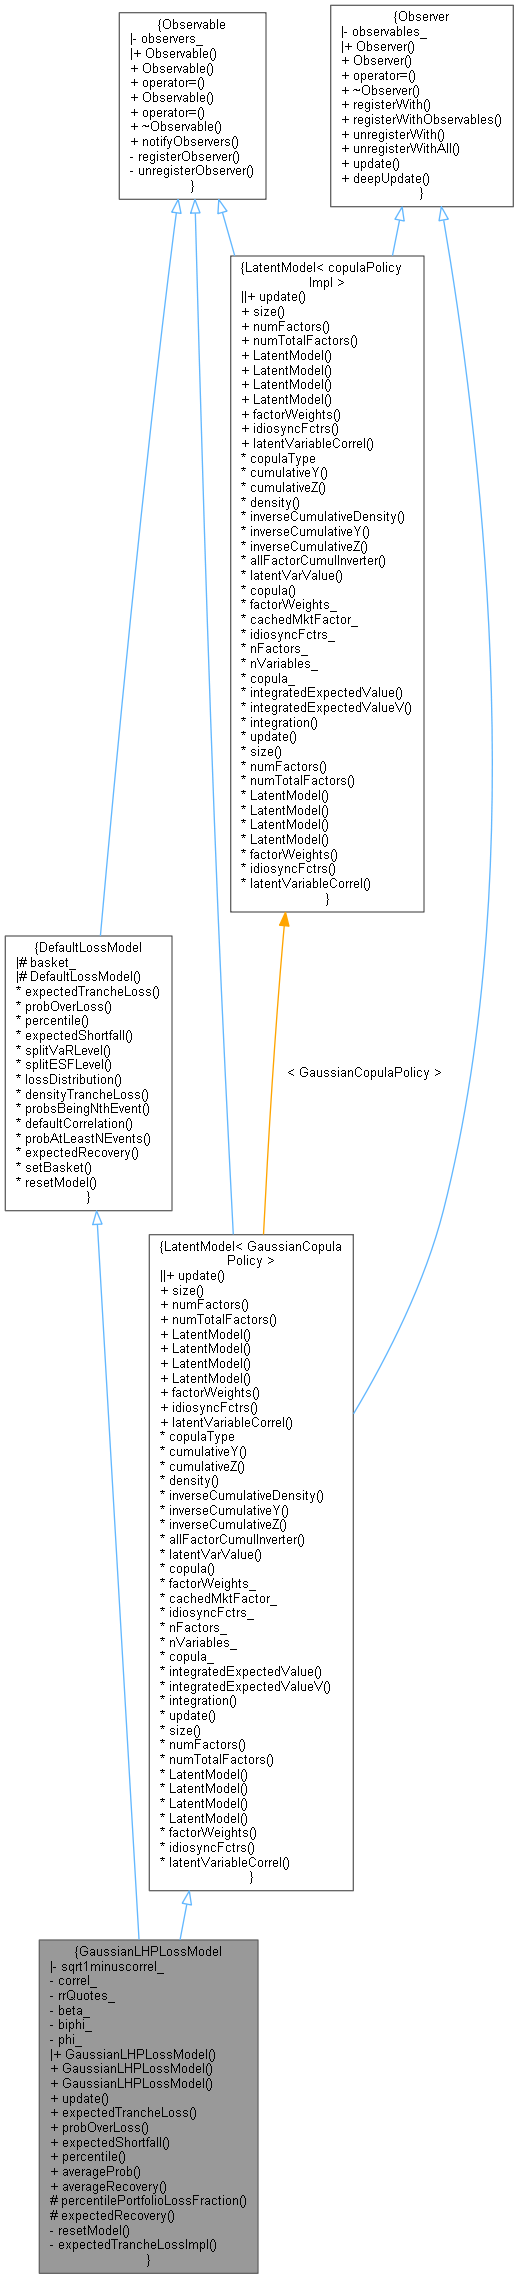 {Observable
|- observers_
|+ Observable()
+ Observable()
+ operator=()
+ Observable()
+ operator=()
+ ~Observable()
+ notifyObservers()
- registerObserver()
- unregisterObserver()
}
{Observer
|- observables_
|+ Observer()
+ Observer()
+ operator=()
+ ~Observer()
+ registerWith()
+ registerWithObservables()
+ unregisterWith()
+ unregisterWithAll()
+ update()
+ deepUpdate()
}
{LatentModel< copulaPolicy
Impl >
||+ update()
+ size()
+ numFactors()
+ numTotalFactors()
+ LatentModel()
+ LatentModel()
+ LatentModel()
+ LatentModel()
+ factorWeights()
+ idiosyncFctrs()
+ latentVariableCorrel()
* copulaType
* cumulativeY()
* cumulativeZ()
* density()
* inverseCumulativeDensity()
* inverseCumulativeY()
* inverseCumulativeZ()
* allFactorCumulInverter()
* latentVarValue()
* copula()
* factorWeights_
* cachedMktFactor_
* idiosyncFctrs_
* nFactors_
* nVariables_
* copula_
* integratedExpectedValue()
* integratedExpectedValueV()
* integration()
* update()
* size()
* numFactors()
* numTotalFactors()
* LatentModel()
* LatentModel()
* LatentModel()
* LatentModel()
* factorWeights()
* idiosyncFctrs()
* latentVariableCorrel()
}
{DefaultLossModel
|# basket_
|# DefaultLossModel()
* expectedTrancheLoss()
* probOverLoss()
* percentile()
* expectedShortfall()
* splitVaRLevel()
* splitESFLevel()
* lossDistribution()
* densityTrancheLoss()
* probsBeingNthEvent()
* defaultCorrelation()
* probAtLeastNEvents()
* expectedRecovery()
* setBasket()
* resetModel()
}
< GaussianCopulaPolicy >
{LatentModel< GaussianCopula
Policy >
||+ update()
+ size()
+ numFactors()
+ numTotalFactors()
+ LatentModel()
+ LatentModel()
+ LatentModel()
+ LatentModel()
+ factorWeights()
+ idiosyncFctrs()
+ latentVariableCorrel()
* copulaType
* cumulativeY()
* cumulativeZ()
* density()
* inverseCumulativeDensity()
* inverseCumulativeY()
* inverseCumulativeZ()
* allFactorCumulInverter()
* latentVarValue()
* copula()
* factorWeights_
* cachedMktFactor_
* idiosyncFctrs_
* nFactors_
* nVariables_
* copula_
* integratedExpectedValue()
* integratedExpectedValueV()
* integration()
* update()
* size()
* numFactors()
* numTotalFactors()
* LatentModel()
* LatentModel()
* LatentModel()
* LatentModel()
* factorWeights()
* idiosyncFctrs()
* latentVariableCorrel()
}
{GaussianLHPLossModel
|- sqrt1minuscorrel_
- correl_
- rrQuotes_
- beta_
- biphi_
- phi_
|+ GaussianLHPLossModel()
+ GaussianLHPLossModel()
+ GaussianLHPLossModel()
+ update()
+ expectedTrancheLoss()
+ probOverLoss()
+ expectedShortfall()
+ percentile()
+ averageProb()
+ averageRecovery()
# percentilePortfolioLossFraction()
# expectedRecovery()
- resetModel()
- expectedTrancheLossImpl()
}